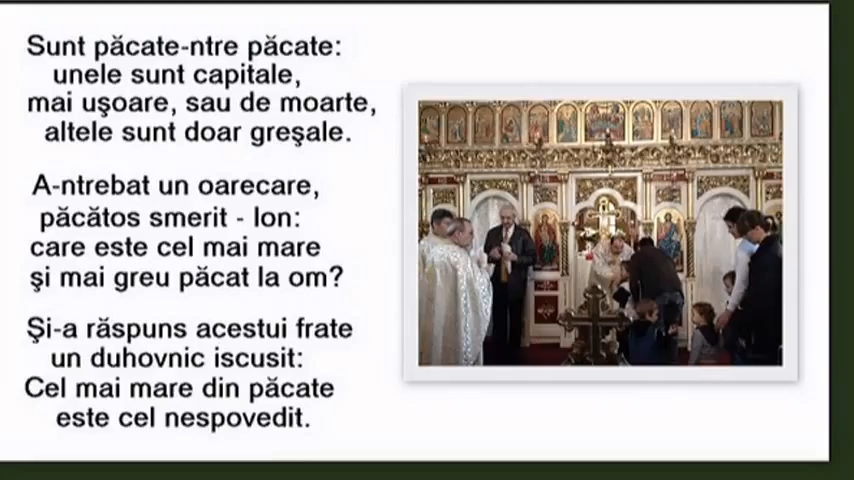 Sunt păcate-ntre păcate:
unele sunt capitale,
mai uşoare, sau de moarte,
altele sunt doar greşale.
A-ntrebat un oarecare,
păcătos smerit - Ion:
care este cel mai mare
şi mai greu păcat la om?
Şi-a răspuns acestui frate
un duhovnic iscusit:
Cel mai mare din păcate
este cel nespovedit.